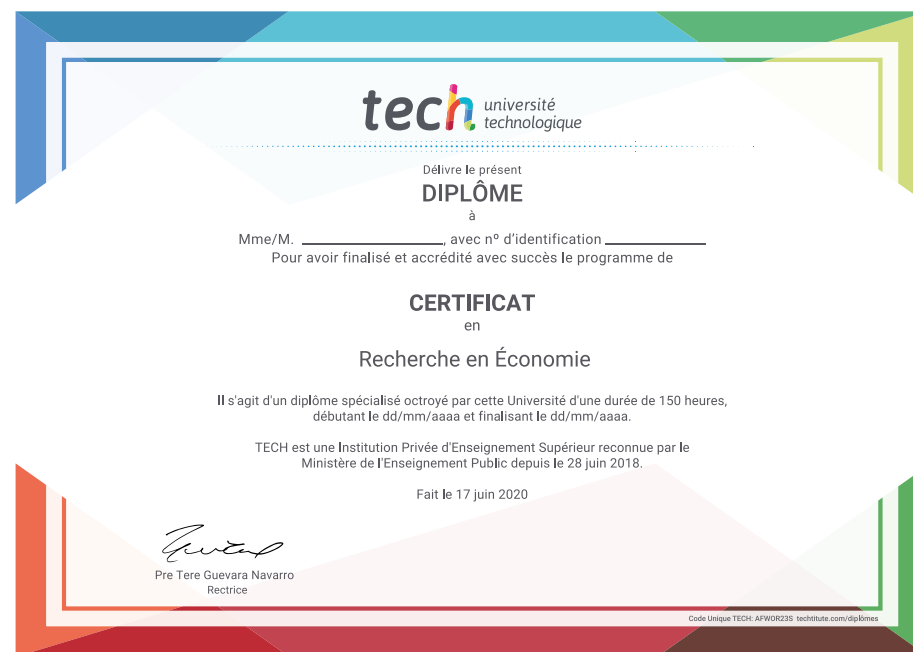 tech université
technologique
Délivre le présent
DIPLÔME
à
Mme/M. ____________________, avec nº d'identification ______________
Pour avoir finalisé et accrédité avec succès le programme de
CERTIFICAT
en
Recherche en Économie
Il s'agit d'un diplôme spécialisé octroyé par cette Université d'une durée de 150 heures,
débutant le dd/mm/aaaa et finalisant le dd/mm/aaaa.
TECH est une Institution Privée d'Enseignement Supérieur reconnue par le
Ministère de l'Enseignement Public depuis le 28 juin 2018.
Fait le 17 juin 2020
Pre Tere Guevara Navarro
Rectrice
Code Unique TECH: AFWOR23S techtitute.com/diplômes